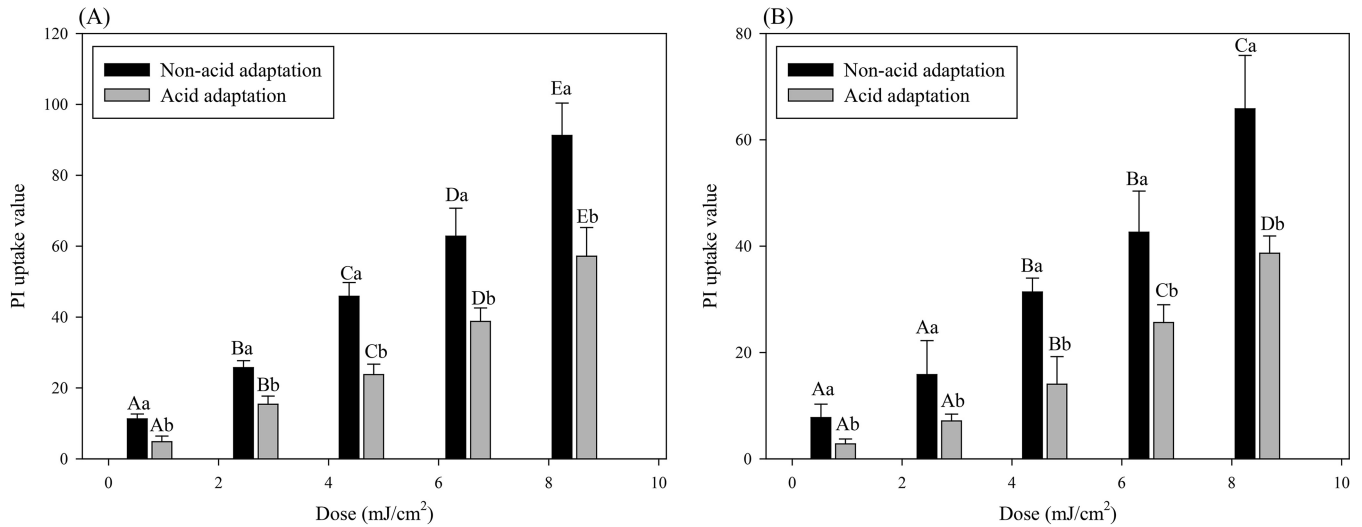 (A)
120
100
80
60
40
20
0
PI uptake value
Non-acid adaptation
Acid adaptation
Aa
Ab
Ba
Bb
Ca
Cb
Da
Db
Ea
Eb
0 2 4 6 8 10
Dose (mJ/cm²)
(B)
80
60
40
20
0
PI uptake value
Non-acid adaptation
Acid adaptation
Aa
Ab
Aa
Ab
Ba
Bb
Ba
Cb
Ca
Db
0 2 4 6 8 10
Dose (mJ/cm²)